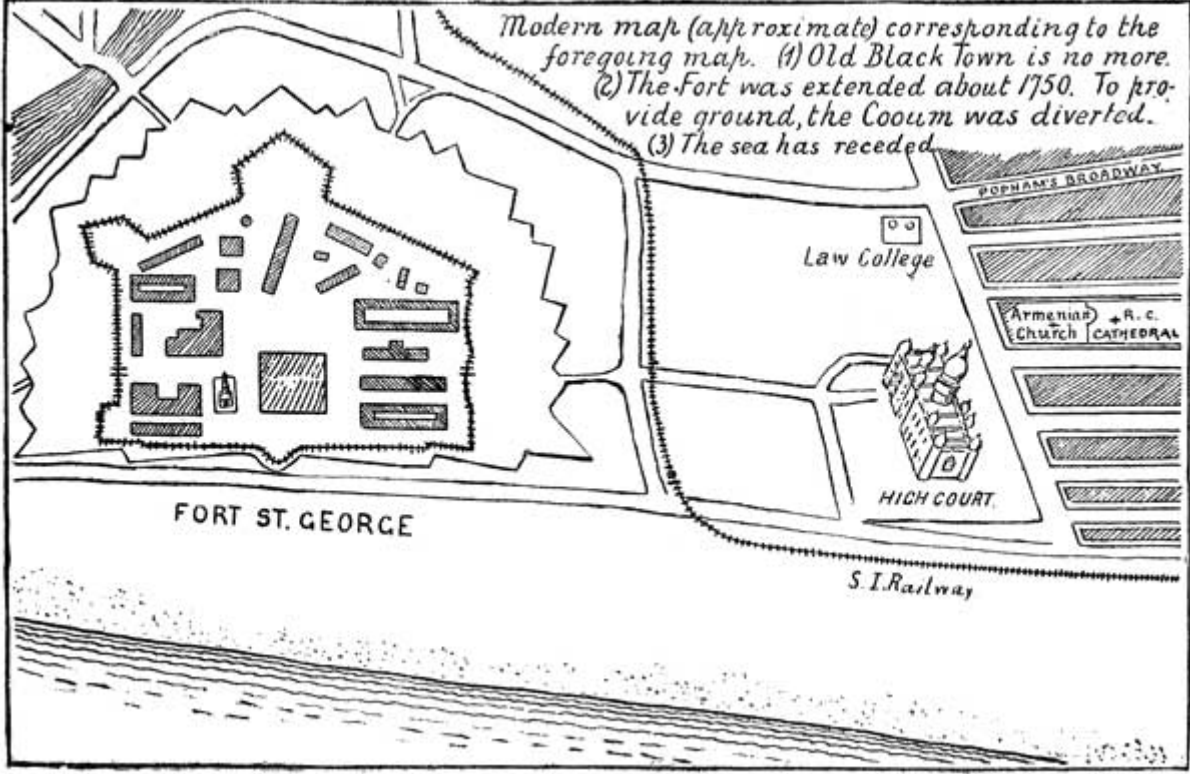 Modern map (approximate) corresponding to the
foregoing map. (1) Old Black Town is no more.
(2) The Fort was extended about 1750. To pro-
vide ground, the Cooum was diverted.
(3) The sea has receded
POPHAM'S BROADWAY
Law College
Armenian
Church
R. C.
CATHEDRAL
HIGH COURT.
FORT ST. GEORGE
S.I. Railway